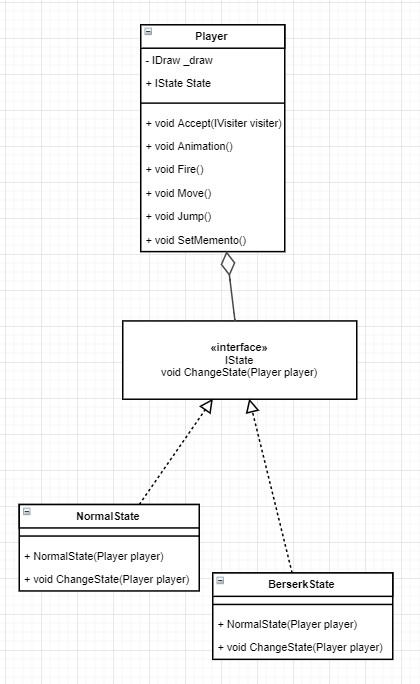 Player
- IDraw _draw
+ IState State
+ void Accept(IVisiter visiter)
+ void Animation()
+ void Fire()
+ void Move()
+ void Jump()
+ void SetMemento()
«interface»
IState
void ChangeState(Player player)
NormalState
+ NormalState(Player player)
+ void ChangeState(Player player)
BerserkState
+ NormalState(Player player)
+ void ChangeState(Player player)